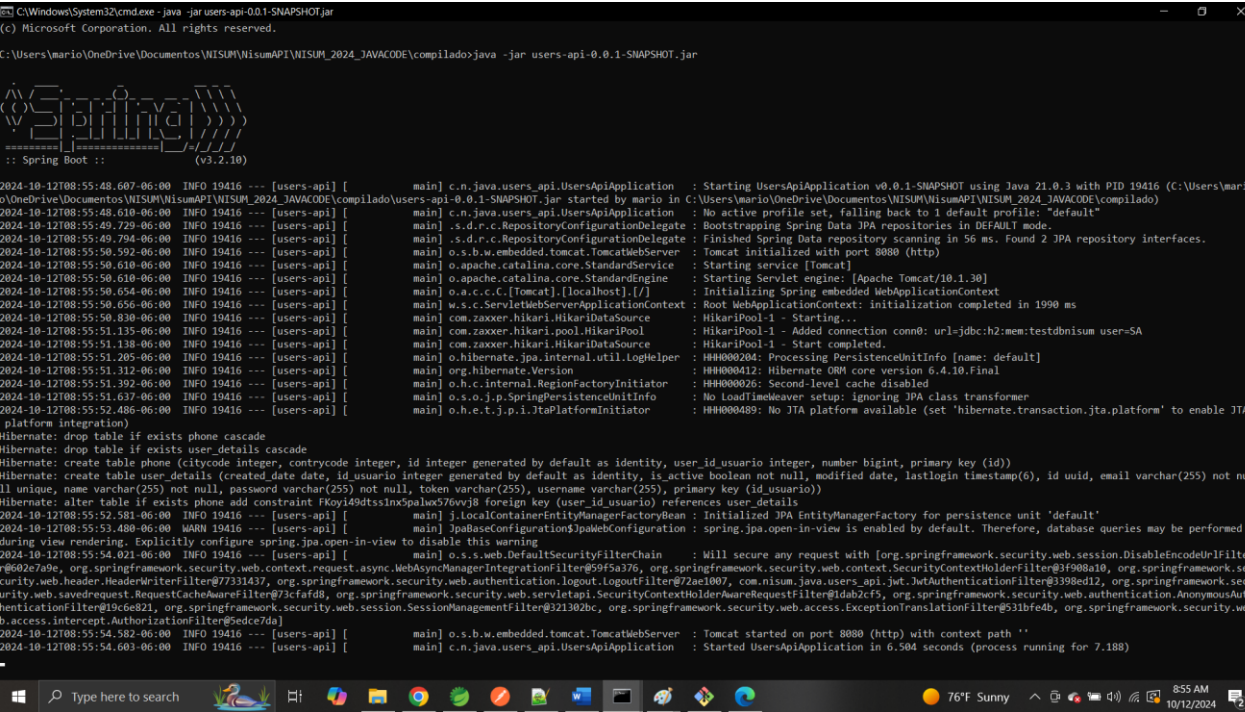 C:\Windows\System32\cmd.exe - java -jar users-api-0.0.1-SNAPSHOT.jar
(c) Microsoft Corporation. All rights reserved.
C:\Users\mario\OneDrive\Documentos\NISUM\NisumAPI\NISUM_2024_JAVACODE\compilado>java -jar users-api-0.0.1-SNAPSHOT.jar
Spring
:: Spring Boot :: (v3.2.10)
2024-10-12T08:55:48.607-06:00 INFO 19416 --- [users-api] [ main] c.n.java.users_api.UsersApiApplication : Starting UsersApiApplication v0.0.1-SNAPSHOT using Java 21.0.3 with PID 19416 (C:\Users\mari
o\OneDrive\Documentos\NISUM\NisumAPI\NISUM_2024_JAVACODE\compilado\users-api-0.0.1-SNAPSHOT.jar started by mario in C:\Users\mario\OneDrive\Documentos\NISUM\NisumAPI\NISUM_2024_JAVACODE\compilado)
2024-10-12T08:55:48.610-06:00 INFO 19416 --- [users-api] [ main] c.n.java.users_api.UsersApiApplication : No active profile set, falling back to 1 default profile: "default"
2024-10-12T08:55:49.729-06:00 INFO 19416 --- [users-api] [ main] .s.d.r.c.RepositoryConfigurationDelegate : Bootstrapping Spring Data JPA repositories in DEFAULT mode.
2024-10-12T08:55:49.794-06:00 INFO 19416 --- [users-api] [ main] .s.d.r.c.RepositoryConfigurationDelegate : Finished Spring Data repository scanning in 56 ms. Found 2 JPA repository interfaces.
2024-10-12T08:55:50.592-06:00 INFO 19416 --- [users-api] [ main] o.s.b.w.embedded.tomcat.TomcatWebServer : Tomcat initialized with port 8080 (http)
2024-10-12T08:55:50.610-06:00 INFO 19416 --- [users-api] [ main] o.apache.catalina.core.StandardService : Starting service [Tomcat]
2024-10-12T08:55:50.610-06:00 INFO 19416 --- [users-api] [ main] o.apache.catalina.core.StandardEngine : Starting Servlet engine: [Apache Tomcat/10.1.30]
2024-10-12T08:55:50.654-06:00 INFO 19416 --- [users-api] [ main] o.a.c.c.C.[Tomcat].[localhost].[/] : Initializing Spring embedded WebApplicationContext
2024-10-12T08:55:50.656-06:00 INFO 19416 --- [users-api] [ main] w.s.c.ServletWebServerApplicationContext : Root WebApplicationContext: initialization completed in 1990 ms
2024-10-12T08:55:50.830-06:00 INFO 19416 --- [users-api] [ main] com.zaxxer.hikari.HikariDataSource : HikariPool-1 - Starting...
2024-10-12T08:55:51.135-06:00 INFO 19416 --- [users-api] [ main] com.zaxxer.hikari.pool.HikariPool : HikariPool-1 - Added connection conn0: url=jdbc:h2:mem:testdbnisum user=SA
2024-10-12T08:55:51.138-06:00 INFO 19416 --- [users-api] [ main] com.zaxxer.hikari.HikariDataSource : HikariPool-1 - Start completed.
2024-10-12T08:55:51.205-06:00 INFO 19416 --- [users-api] [ main] o.hibernate.jpa.internal.util.LogHelper : HHH000204: Processing PersistenceUnitInfo [name: default]
2024-10-12T08:55:51.312-06:00 INFO 19416 --- [users-api] [ main] org.hibernate.Version : HHH000412: Hibernate ORM core version 6.4.10.Final
2024-10-12T08:55:51.392-06:00 INFO 19416 --- [users-api] [ main] o.h.c.internal.RegionFactoryInitiator : HHH000026: Second-level cache disabled
2024-10-12T08:55:51.637-06:00 INFO 19416 --- [users-api] [ main] o.s.o.j.p.SpringPersistenceUnitInfo : No LoadTimeWeaver setup: ignoring JPA class transformer
2024-10-12T08:55:52.486-06:00 INFO 19416 --- [users-api] [ main] o.h.e.t.j.p.i.JtaPlatformInitiator : HHH000489: No JTA platform available (set 'hibernate.transaction.jta.platform' to enable JTA
platform integration)
Hibernate: drop table if exists phone cascade
Hibernate: drop table if exists user_details cascade
Hibernate: create table phone (citycode integer, contrycode integer, id integer generated by default as identity, user_id_usuario integer, number bigint, primary key (id))
Hibernate: create table user_details (created_date date, id_usuario integer generated by default as identity, is_active boolean not null, modified date, lastlogin timestamp(6), id uuid, email varchar(255) not nu
ll unique, name varchar(255) not null, password varchar(255) not null, token varchar(255), username varchar(255), primary key (id_usuario))
Hibernate: alter table if exists phone add constraint FKoyi49dtss1nx5palwx576vvj8 foreign key (user_id_usuario) references user_details
2024-10-12T08:55:52.581-06:00 INFO 19416 --- [users-api] [ main] j.LocalContainerEntityManagerFactoryBean : Initialized JPA EntityManagerFactory for persistence unit 'default'
2024-10-12T08:55:53.480-06:00 WARN 19416 --- [users-api] [ main] JpaBaseConfiguration$JpaWebConfiguration : spring.jpa.open-in-view is enabled by default. Therefore, database queries may be performed
during view rendering. Explicitly configure spring.jpa.open-in-view to disable this warning
2024-10-12T08:55:54.021-06:00 INFO 19416 --- [users-api] [ main] o.s.s.web.DefaultSecurityFilterChain : Will secure any request with [org.springframework.security.web.session.DisableEncodeUrlFilte
r@602e7a9e, org.springframework.security.web.context.request.async.WebAsyncManagerIntegrationFilter@59f5a376, org.springframework.security.web.context.SecurityContextHolderFilter@3f908a10, org.springframework.se
curity.web.header.HeaderWriterFilter@77331437, org.springframework.security.web.authentication.logout.LogoutFilter@72ae1007, com.nisum.java.users_api.jwt.JwtAuthenticationFilter@3398ed12, org.springframework.sec
urity.web.savedrequest.RequestCacheAwareFilter@73cfafd8, org.springframework.security.web.servletapi.SecurityContextHolderAwareRequestFilter@1dab2cf5, org.springframework.security.web.authentication.AnonymousAut
henticationFilter@19c6e821, org.springframework.security.web.session.SessionManagementFilter@321302bc, org.springframework.security.web.access.ExceptionTranslationFilter@531bfe4b, org.springframework.security.we
b.access.intercept.AuthorizationFilter@5edce7da]
2024-10-12T08:55:54.582-06:00 INFO 19416 --- [users-api] [ main] o.s.b.w.embedded.tomcat.TomcatWebServer : Tomcat started on port 8080 (http) with context path ''
2024-10-12T08:55:54.603-06:00 INFO 19416 --- [users-api] [ main] c.n.java.users_api.UsersApiApplication : Started UsersApiApplication in 6.504 seconds (process running for 7.188)
Type here to search
76°F Sunny
8:55 AM
10/12/2024
2